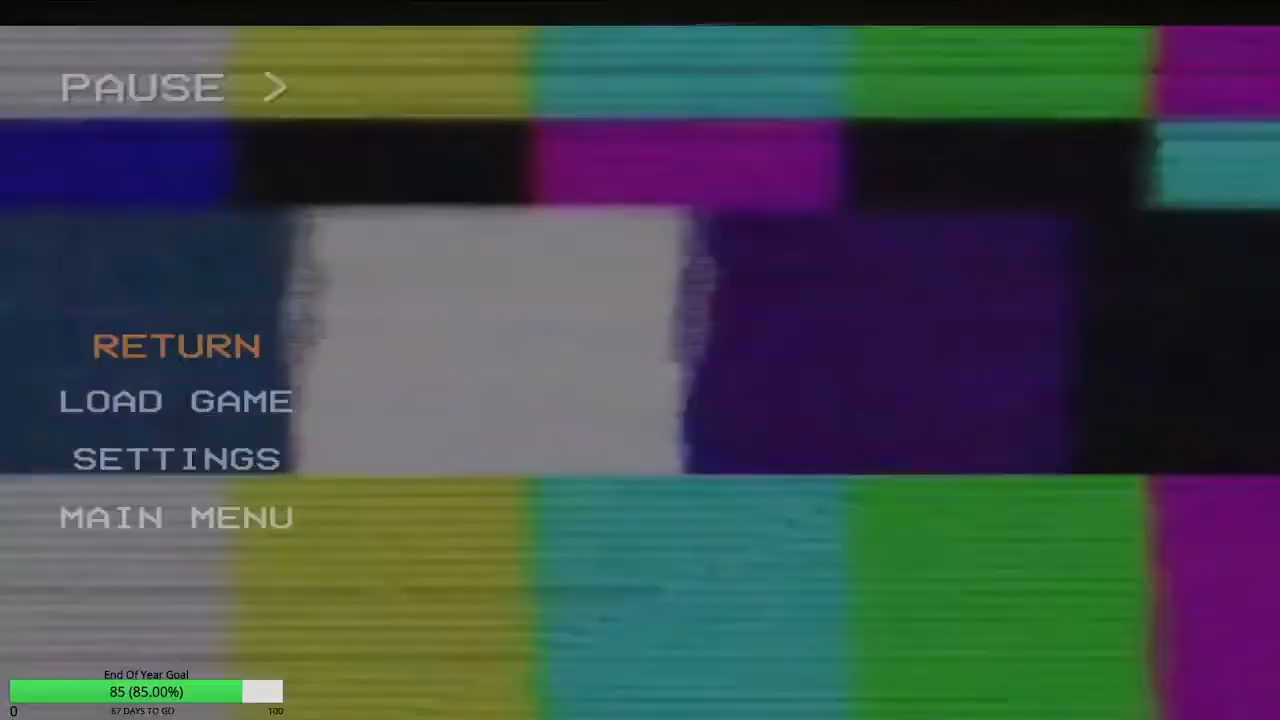 PAUSE >
RETURN
LOAD GAME
SETTINGS
MAIN MENU
End Of Year Goal
85 (85.00%)
0
67 DAYS TO GO
100